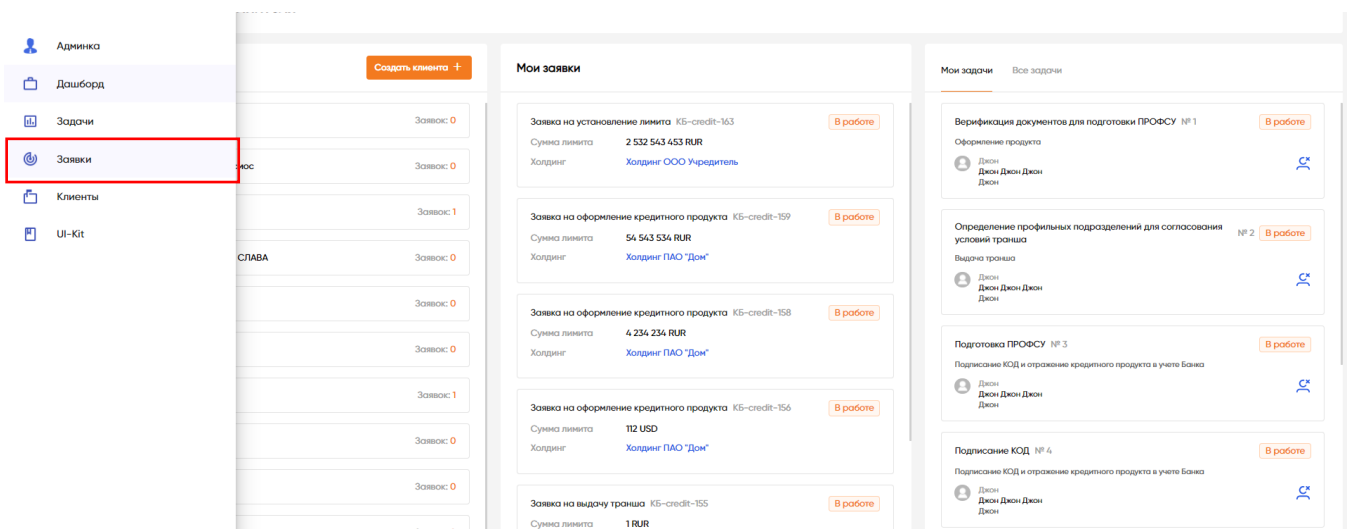 Админка
Дашборд
Задачи
Заявки
Клиенты
UI-Kit
Создать клиента +
Заявок: 0
Заявок: 0
Заявок: 1
СЛАВА
Заявок: 0
Заявок: 0
Заявок: 0
Заявок: 1
Заявок: 0
Заявок: 0
Мои заявки
Заявка на установление лимита КБ-credit-163 В работе
Сумма лимита 2 532 543 453 RUR
Холдинг Холдинг ООО Учредитель
Заявка на оформление кредитного продукта КБ-credit-159 В работе
Сумма лимита 54 543 534 RUR
Холдинг Холдинг ПАО "Дом"
Заявка на оформление кредитного продукта КБ-credit-158 В работе
Сумма лимита 4 234 234 RUR
Холдинг Холдинг ПАО "Дом"
Заявка на оформление кредитного продукта КБ-credit-156 В работе
Сумма лимита 112 USD
Холдинг Холдинг ПАО "Дом"
Заявка на выдачу транша КБ-credit-155 В работе
Сумма лимита 1 RUR
Мои задачи Все задачи
Верификация документов для подготовки ПРОФСУ № 1 В работе
Оформление продукта
Джон
Джон Джон Джон
Джон
Определение профильных подразделений для согласования
условий транша № 2 В работе
Выдача транша
Джон
Джон Джон Джон
Джон
Подготовка ПРОФСУ № 3 В работе
Подписание КОД и отражение кредитного продукта в учете Банка
Джон
Джон Джон Джон
Джон
Подписание КОД № 4 В работе
Подписание КОД и отражение кредитного продукта в учете Банка
Джон
Джон Джон Джон
Джон